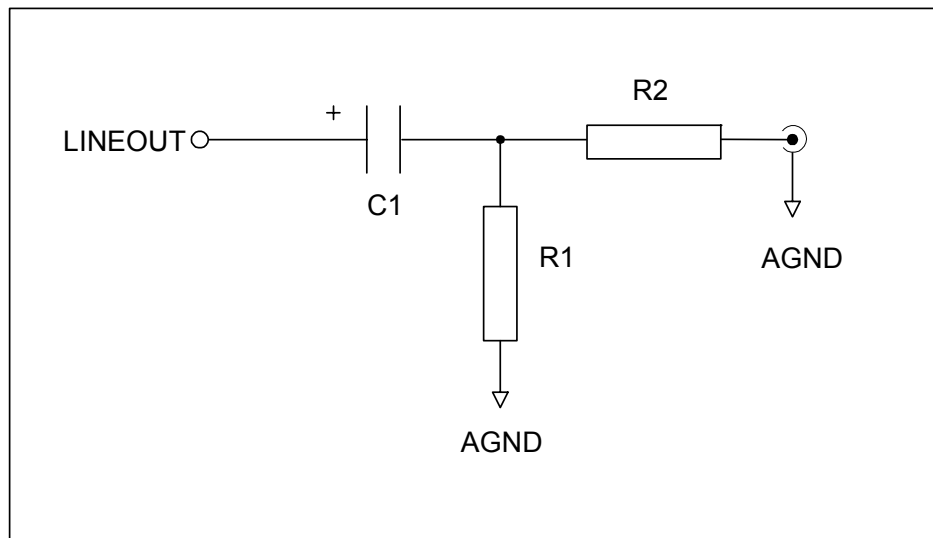 R2
+
LINEOUT
C1
R1
AGND
AGND